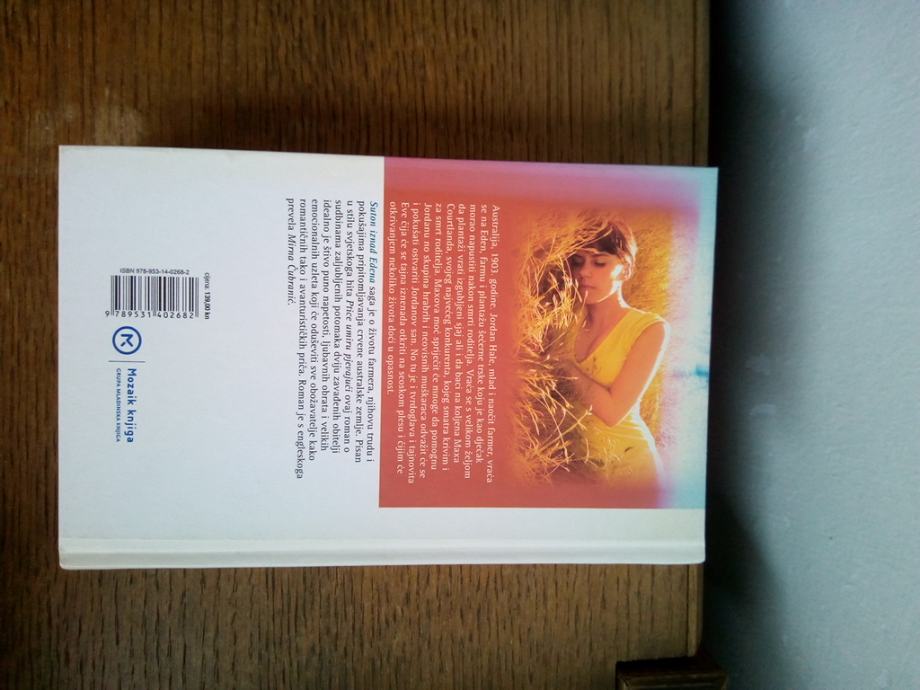 Australija, 1903. godine. Jordan Hale, mlad i naočit farmer, vraća
se na Eden, farmu i plantažu šećerne trske koju je kao dječak
morao napustiti nakon smrti roditelja. Vraća se s velikom željom
da plantaži vrati izgubljeni sjaj ali i da baci na koljena Maxa
Courtlanda, svojeg najvećeg konkurenta, kojeg smatra krivim i
za smrt roditelja. Maxova moć spriječit će mnoge da pomognu
Jordanu no skupina hrabrih i neovisnih muškaraca odvažit će se
i pokušati ostvariti Jordanov san. No tu je i tvrdoglava i tajnovita
Eve čija će se tajna iznenada otkriti na seoskom plesu i čijim će
otkrivanjem nekoliko života doći u opasnost.
Suton iznad Edena saga je o životu farmera, njihovu trudu i
pokušajima pripitomljavanja crvene australske zemlje. Pisan
u stilu svjetskoga hita Ptice umiru pjevajući ovaj roman o
sudbinama zaljubljenih potomaka dviju zavađenih obitelji
idealno je štivo puno napetosti, ljubavnih obrata i velikih
emocionalnih uzleta koji će oduševiti sve obožavatelje kako
romantičnih tako i avanturističkih priča. Roman je s engleskoga
prevela Mirna Čubranić.
cijena: 139,00 kn
ISBN 978-953-14-0268-2
9 789531 402682
Mozaik knjiga
GRUPA MLADINSKA KNJIGA